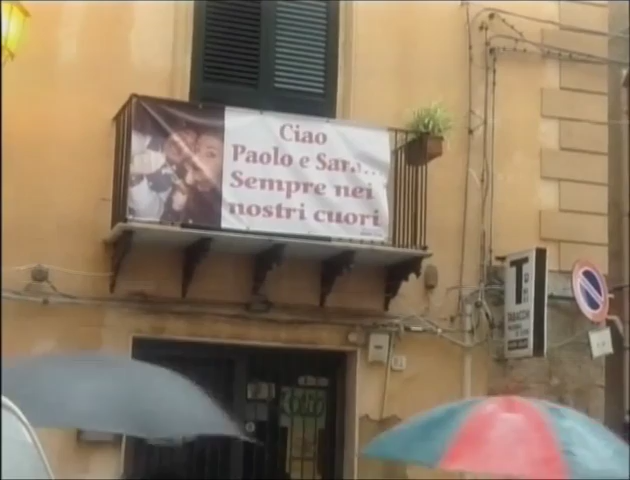 Ciao
Paolo e Sara...
Sempre nei
nostri cuori
T
TABACCHI